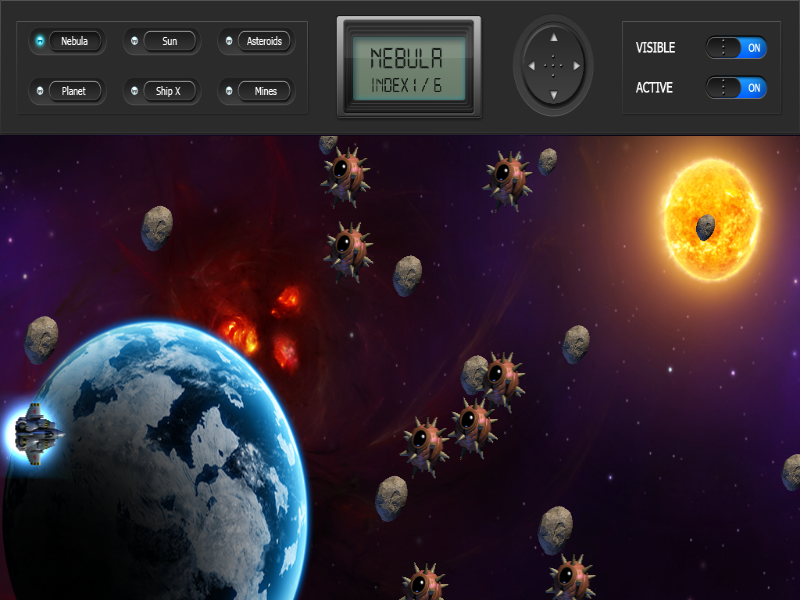 Nebula
Sun
Asteroids
Planet
Ship X
Mines
NEBULA
INDEX 1 / 6
VISIBLE
ON
ACTIVE
ON